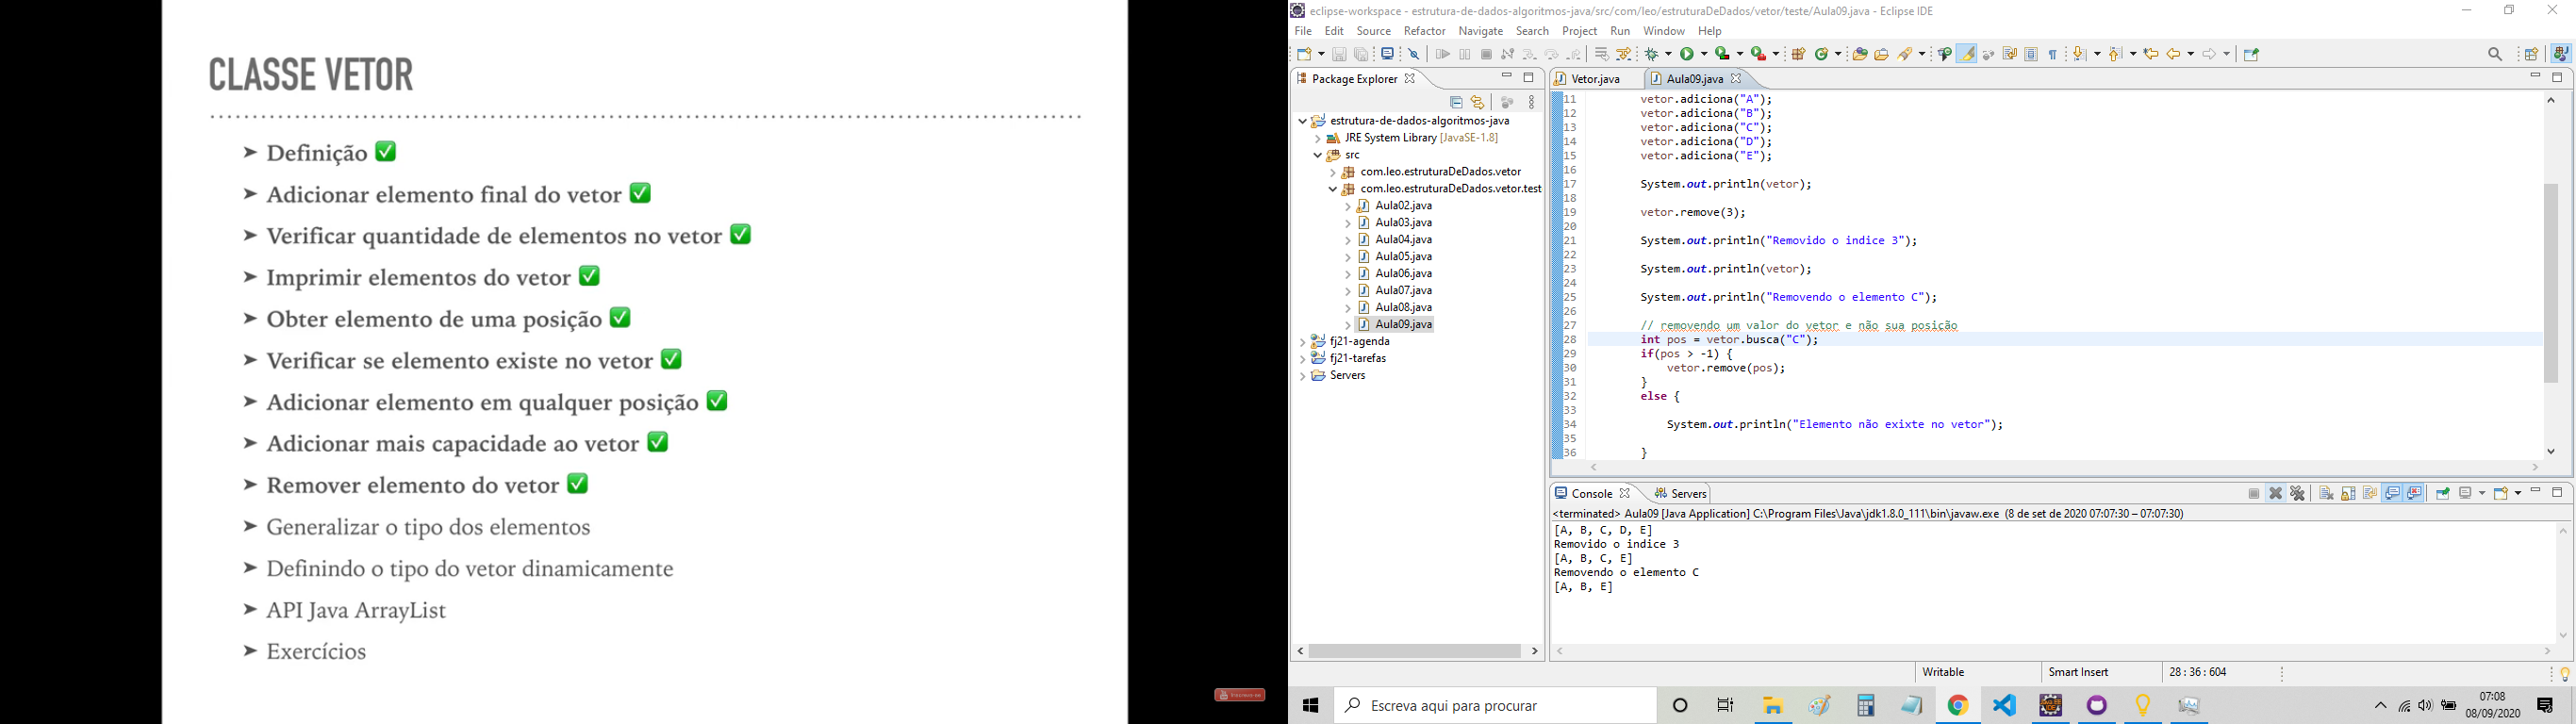 CLASSE VETOR
➤ Definição ✅
➤ Adicionar elemento final do vetor ✅
➤ Verificar quantidade de elementos no vetor ✅
➤ Imprimir elementos do vetor ✅
➤ Obter elemento de uma posição ✅
➤ Verificar se elemento existe no vetor ✅
➤ Adicionar elemento em qualquer posição ✅
➤ Adicionar mais capacidade ao vetor ✅
➤ Remover elemento do vetor ✅
➤ Generalizar o tipo dos elementos
➤ Definindo o tipo do vetor dinamicamente
➤ API Java ArrayList
➤ Exercícios
eclipse-workspace - estrutura-de-dados-algoritmos-java/src/com/leo/estruturaDeDados/vetor/teste/Aula09.java - Eclipse IDE
File Edit Source Refactor Navigate Search Project Run Window Help
Package Explorer
estrutura-de-dados-algoritmos-java
JRE System Library [JavaSE-1.8]
src
com.leo.estruturaDeDados.vetor
com.leo.estruturaDeDados.vetor.test
Aula02.java
Aula03.java
Aula04.java
Aula05.java
Aula06.java
Aula07.java
Aula08.java
Aula09.java
fj21-agenda
fj21-tarefas
Servers
Vetor.java Aula09.java
11 vetor.adiciona("A");
12 vetor.adiciona("B");
13 vetor.adiciona("C");
14 vetor.adiciona("D");
15 vetor.adiciona("E");
16
17 System.out.println(vetor);
18
19 vetor.remove(3);
20
21 System.out.println("Removido o indice 3");
22
23 System.out.println(vetor);
24
25 System.out.println("Removendo o elemento C");
26
27 // removendo um valor do vetor e não sua posição
28 int pos = vetor.busca("C");
29 if(pos > -1) {
30 vetor.remove(pos);
31 }
32 else {
33
34 System.out.println("Elemento não exixte no vetor");
35
36 }
Console Servers
<terminated> Aula09 [Java Application] C:\Program Files\Java\jdk1.8.0_111\bin\javaw.exe (8 de set de 2020 07:07:30 – 07:07:30)
[A, B, C, D, E]
Removido o indice 3
[A, B, C, E]
Removendo o elemento C
[A, B, E]
Writable Smart Insert 28 : 36 : 604
Escreva aqui para procurar
07:08
08/09/2020